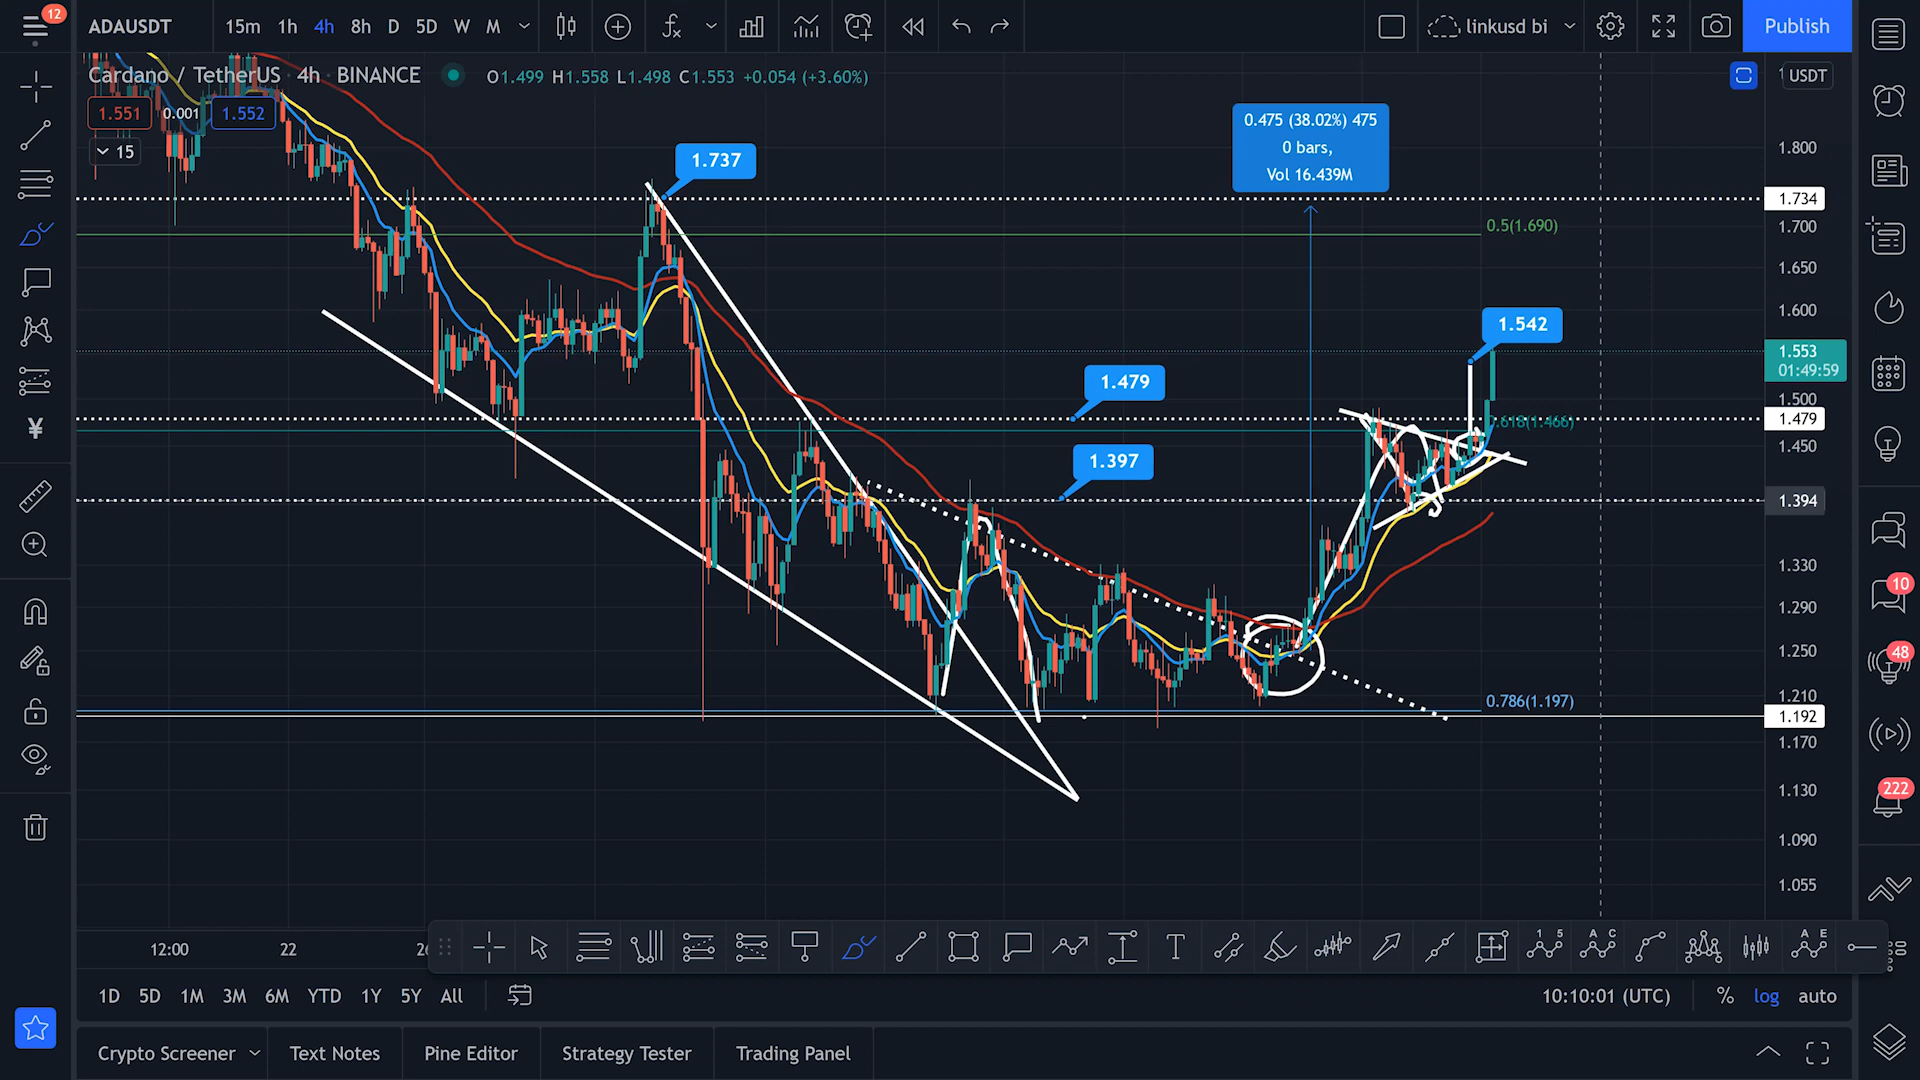 12
ADAUSDT
15m 1h 4h 8h D 5D W M
linkusd bi
Publish
Cardano / TetherUS 4h · BINANCE
O1.499 H1.558 L1.498 C1.553 +0.054 (+3.60%)
USDT
1.551 0.001 1.552
15
0.475 (38.02%) 475
0 bars,
Vol 16.439M
1.737
1.800
1.734
0.5(1.690)
1.700
1.650
1.600
1.542
1.553
01:49:59
1.479
1.500
1.479
.618(1.466)
1.450
1.397
1.394
1.330
10
1.290
1.250
48
0.786(1.197)
1.210
1.192
1.170
1.130
222
1.090
1.055
12:00 22
1 5
A C
A E
1D 5D 1M 3M 6M YTD 1Y 5Y All
10:10:01 (UTC) % log auto
Crypto Screener Text Notes Pine Editor Strategy Tester Trading Panel